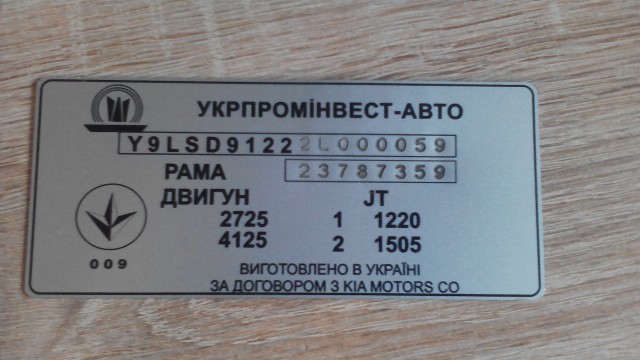 УКРПРОМІНВЕСТ-АВТО
Y9LSD91222L000059
РАМА 23787359
ДВИГУН JT
2725 1 1220
4125 2 1505
009
ВИГОТОВЛЕНО В УКРАЇНІ
ЗА ДОГОВОРОМ З KIA MOTORS CO